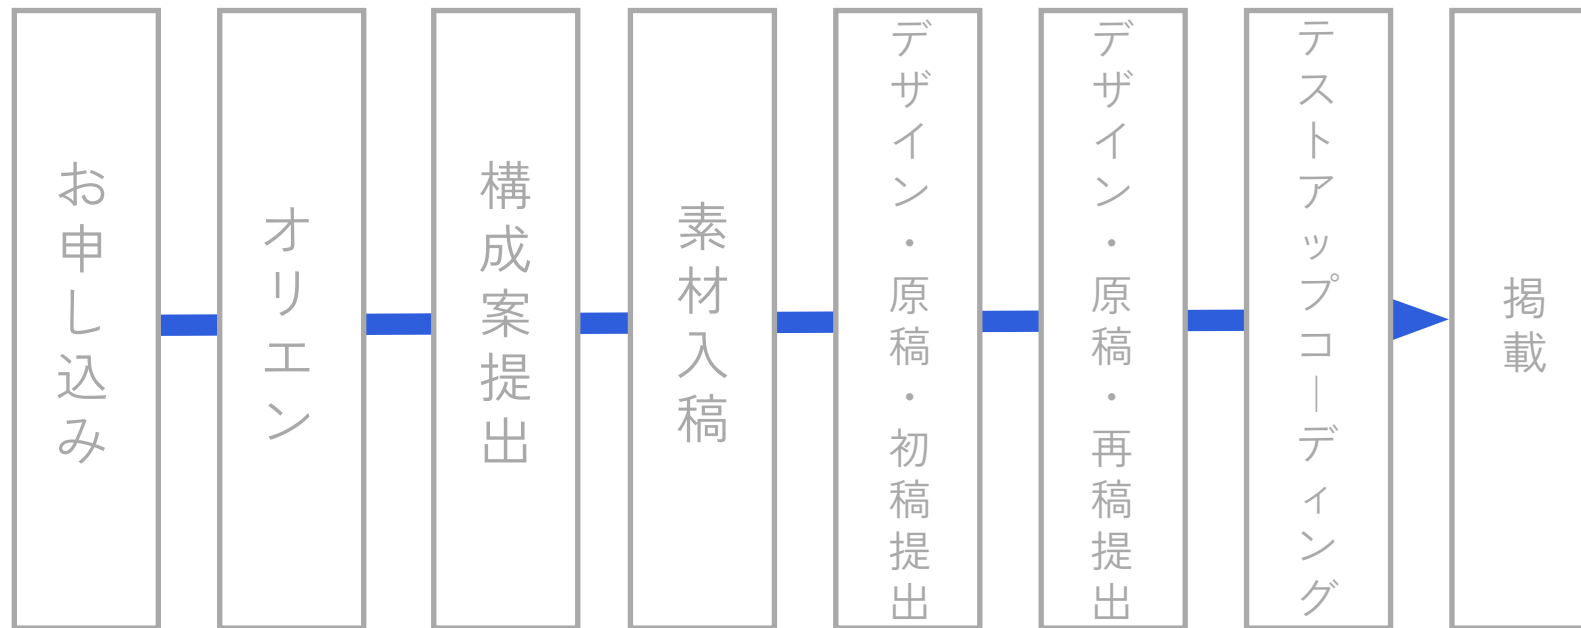 お申し込み
オリエン
構成案提出
素材入稿
デザイン・原稿・初稿提出
デザイン・原稿・再稿提出
テストアップコーディング
掲載